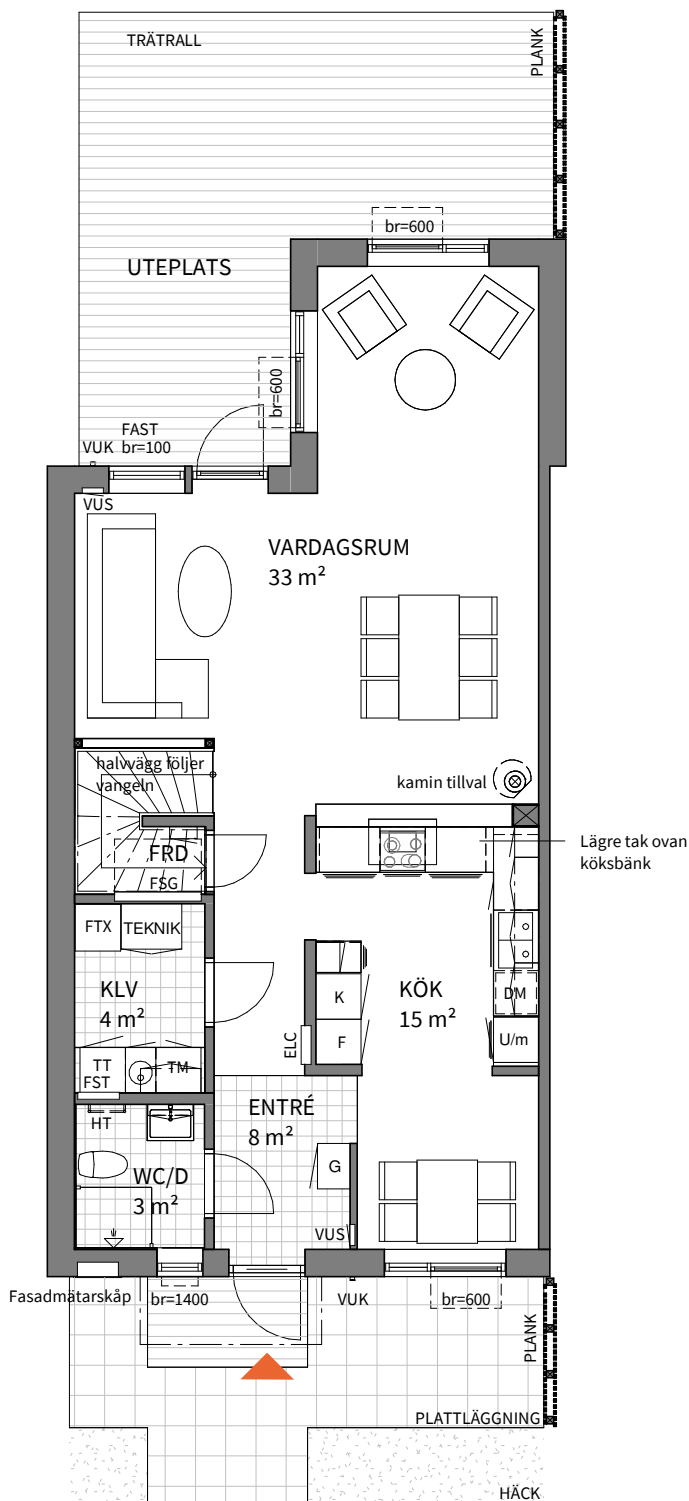 TRÄTRALL
PLANK
br=600
UTEPLATS
br=600
FAST
VUK br=100
VUS
VARDAGSRUM
33 m²
halvvägg följer
vangeln
kamin tillval
Lägre tak ovan
köksbänk
FRD
FSG
FTX
TEKNIK
KLV
4 m²
KÖK
15 m²
K
DM
F
U/m
ELC
TT
TM
FST
ENTRÉ
8 m²
HT
G
WC/D
3 m²
VUS
Fasadmätarskåp
br=1400
VUK
br=600
PLANK
PLATTLÄGGNING
HÄCK